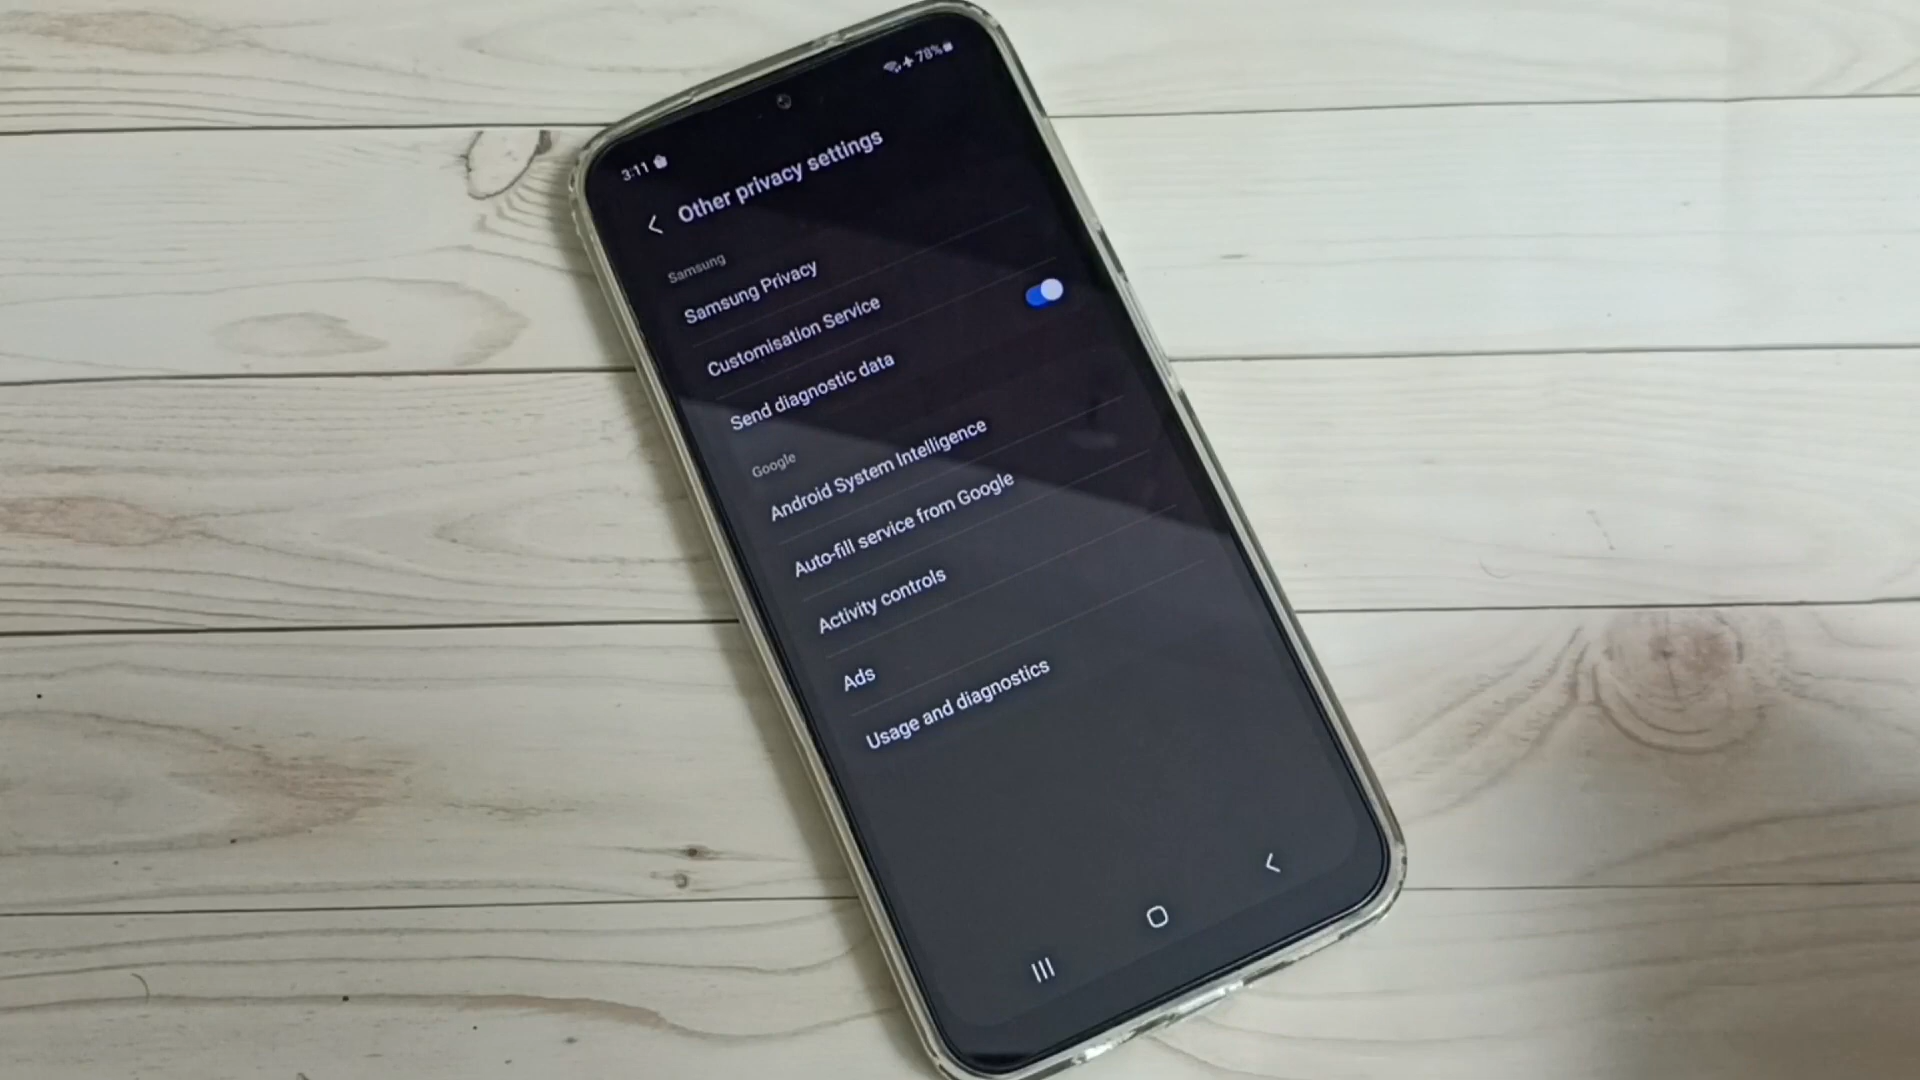 3:11
78%
Other privacy settings
Samsung
Samsung Privacy
Customisation Service
Send diagnostic data
Google
Android System Intelligence
Auto-fill service from Google
Activity controls
Ads
Usage and diagnostics